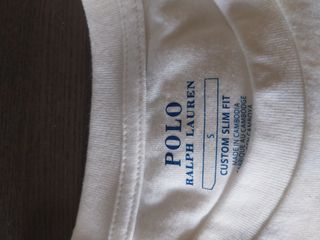 POLO
RALPH LAUREN
S
CUSTOM SLIM FIT
MADE IN CAMBODIA